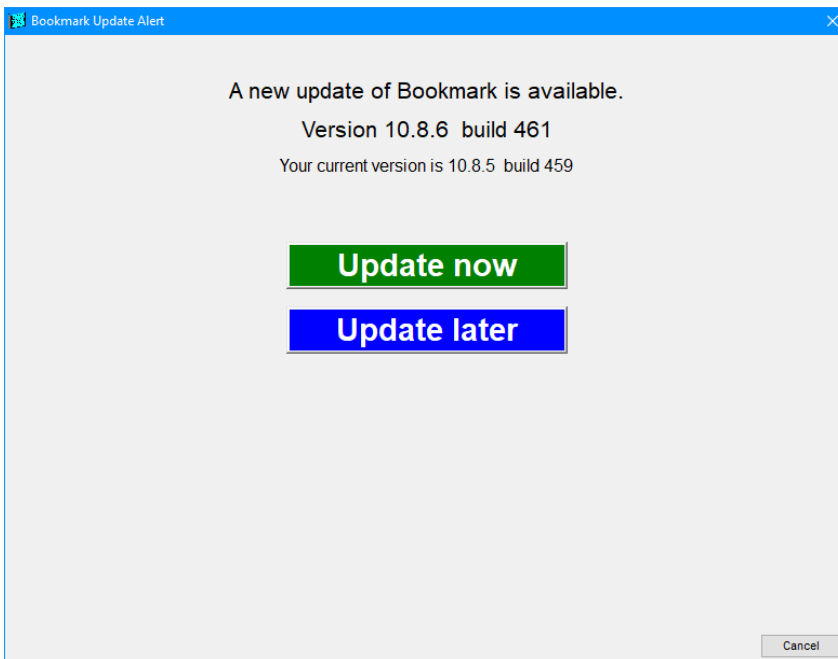 Bookmark Update Alert
A new update of Bookmark is available.
Version 10.8.6 build 461
Your current version is 10.8.5 build 459
Update now
Update later
Cancel